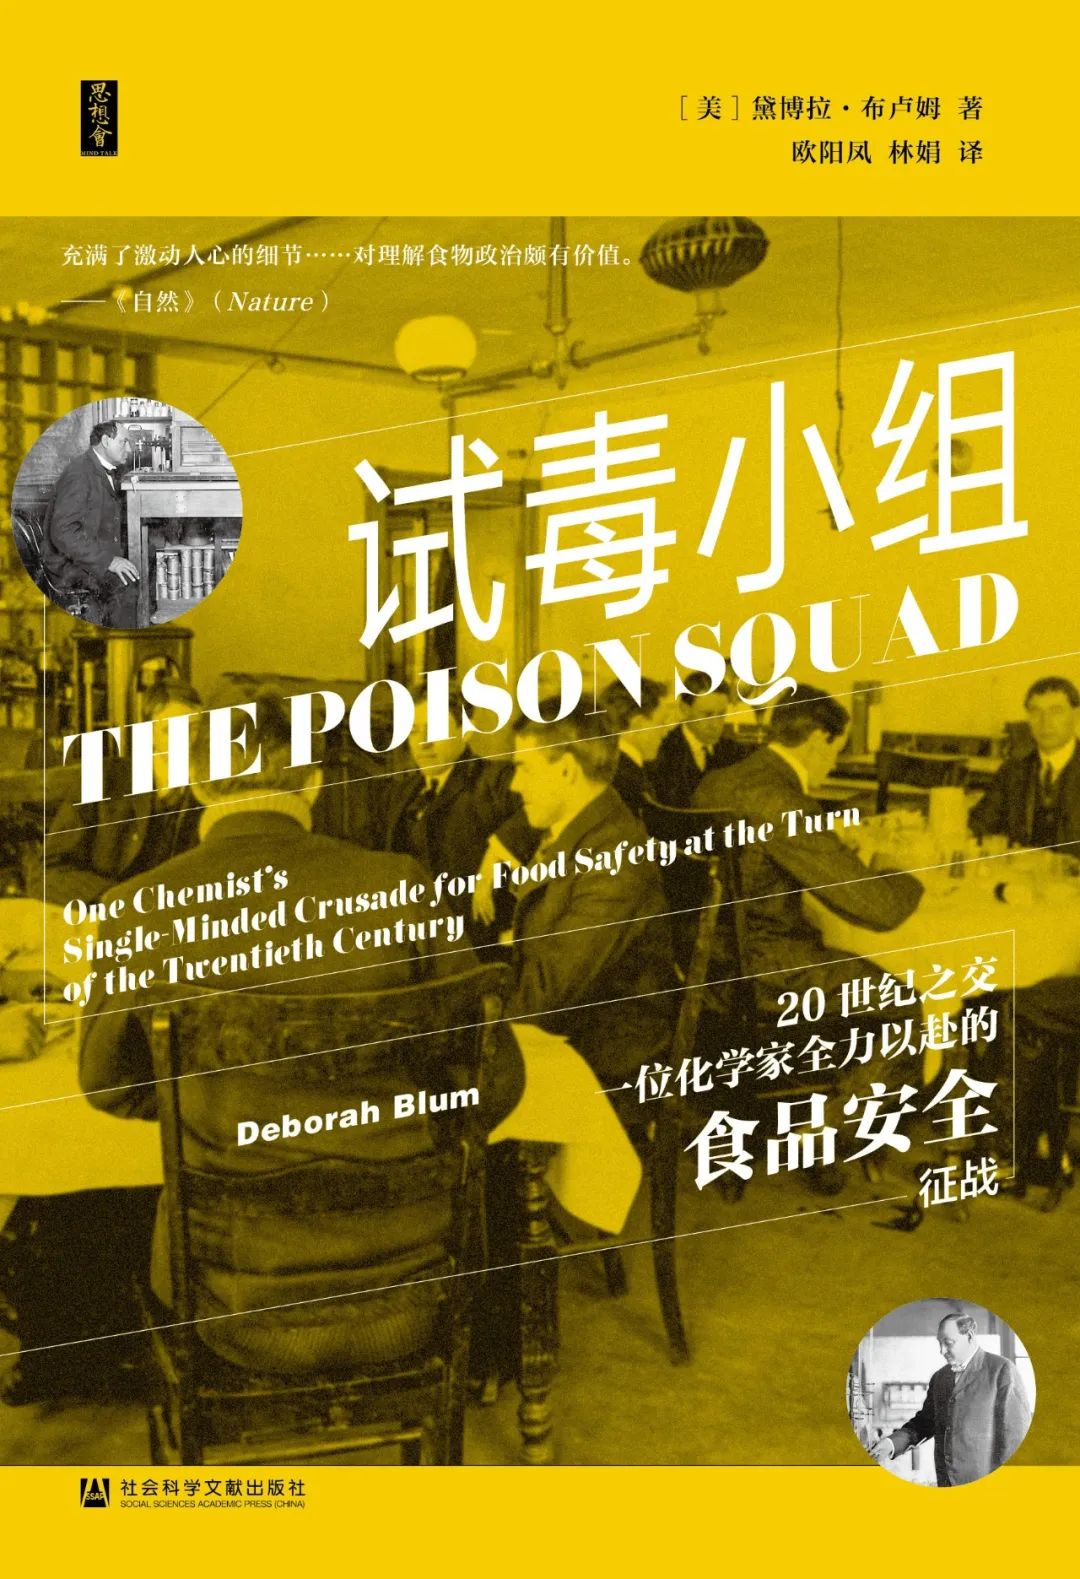 思想會
MIND TALK
［美］黛博拉·布卢姆 著
欧阳凤 林娟 译
充满了激动人心的细节……对理解食物政治颇有价值。
——《自然》（Nature）
试毒小组
THE POISON SQUAD
One Chemist's
Single-Minded Crusade for Food Safety at the Turn
of the Twentieth Century
Deborah Blum
20 世纪之交
一位化学家全力以赴的
食品安全
征战
SSAP
社会科学文献出版社
SOCIAL SCIENCES ACADEMIC PRESS (CHINA)